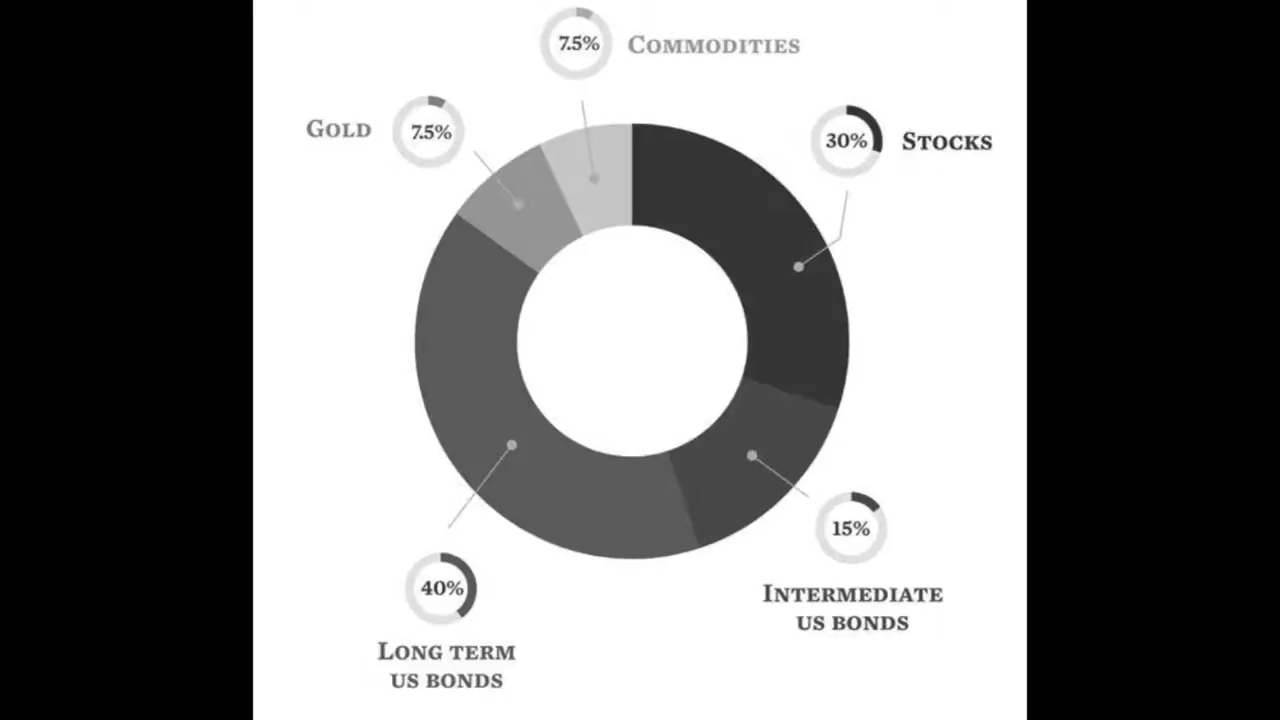 7.5% Commodities
Gold 7.5%
30% Stocks
15%
Intermediate
US bonds
40%
Long term
US bonds